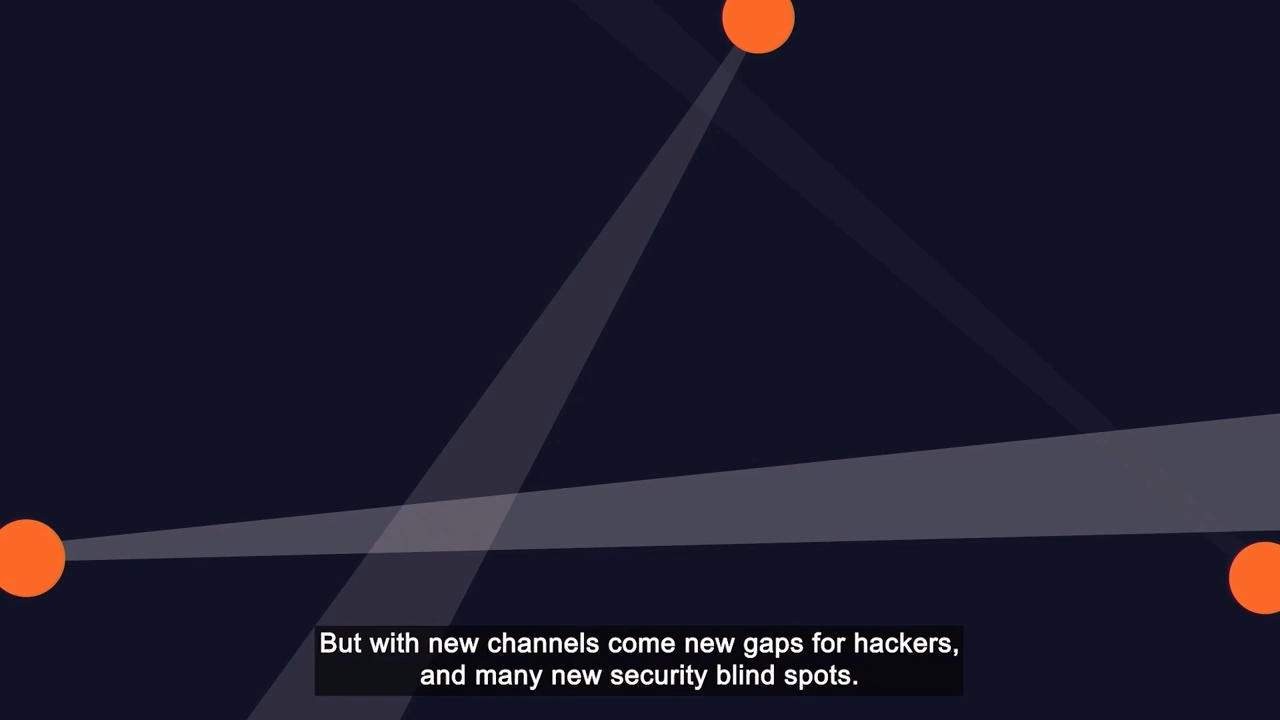 But with new channels come new gaps for hackers,
and many new security blind spots.